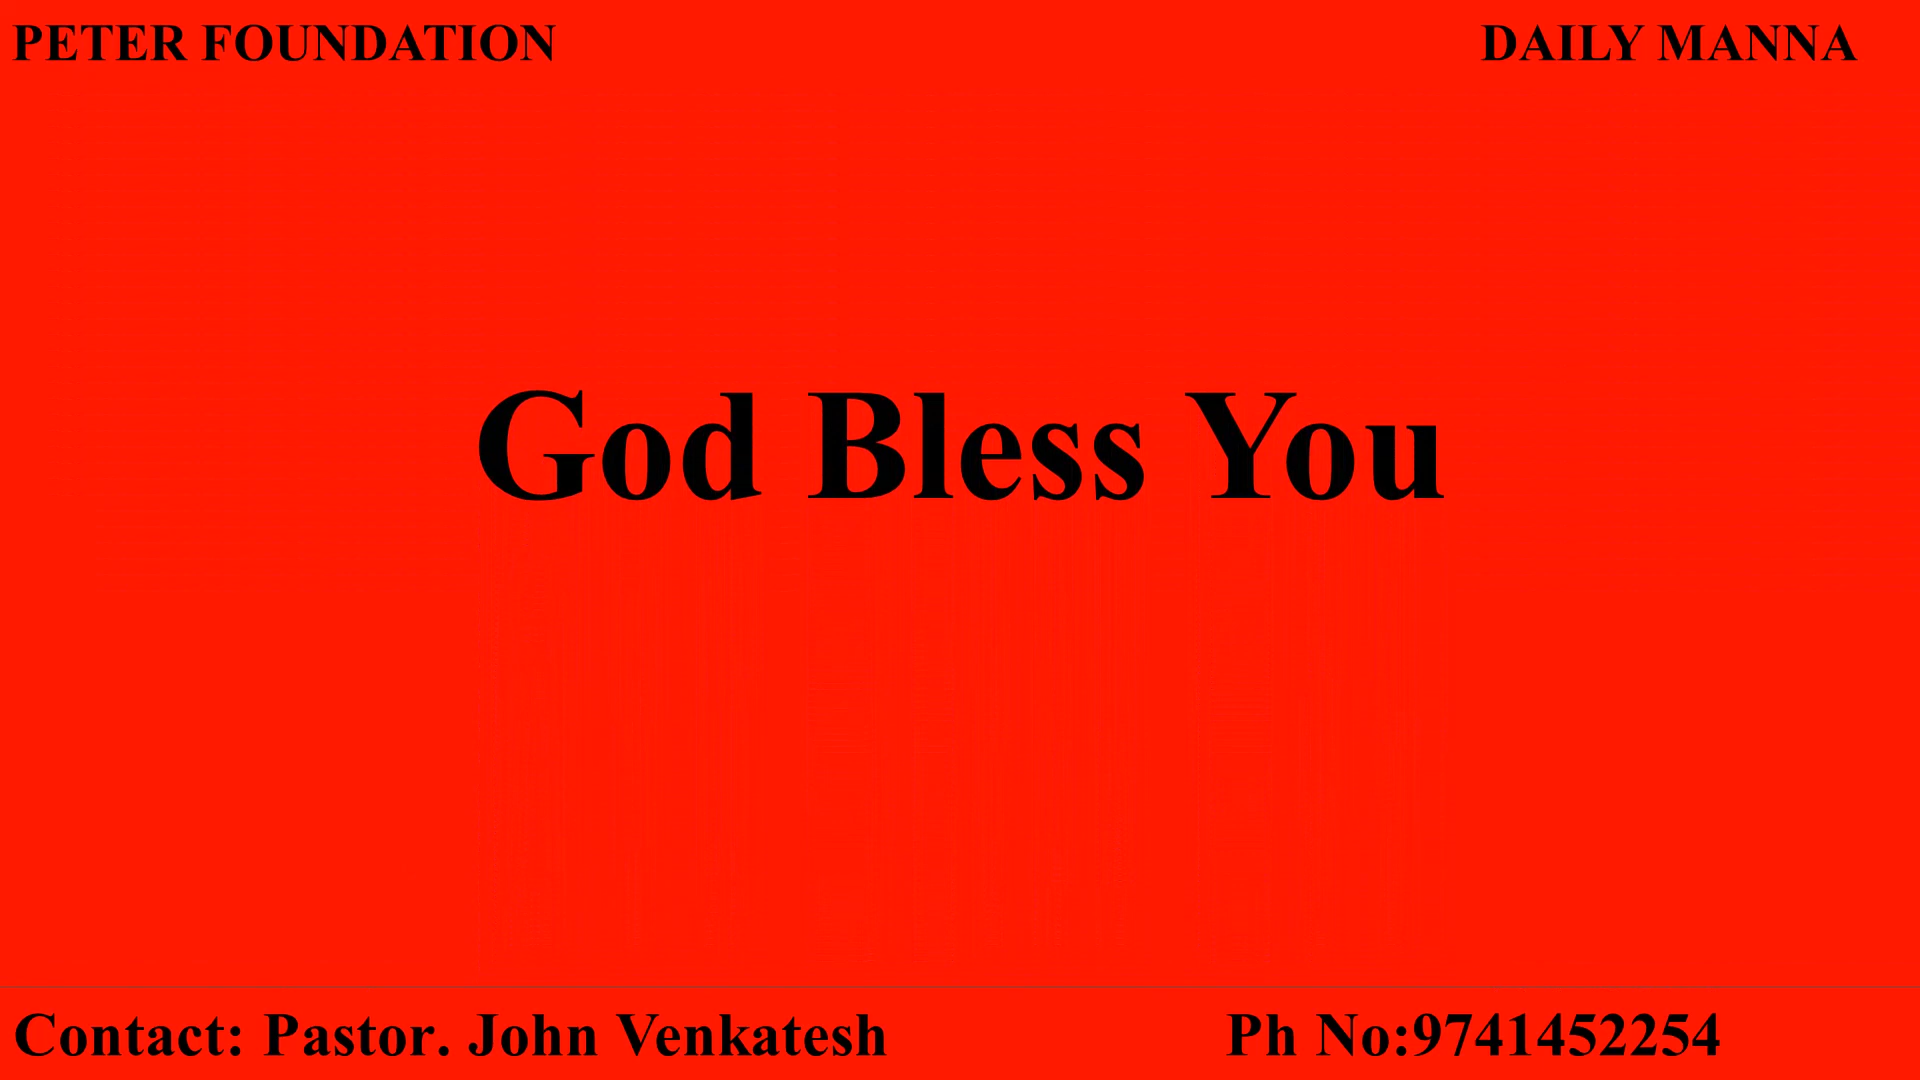 PETER FOUNDATION DAILY MANNA
God Bless You
Contact: Pastor. John Venkatesh Ph No:9741452254